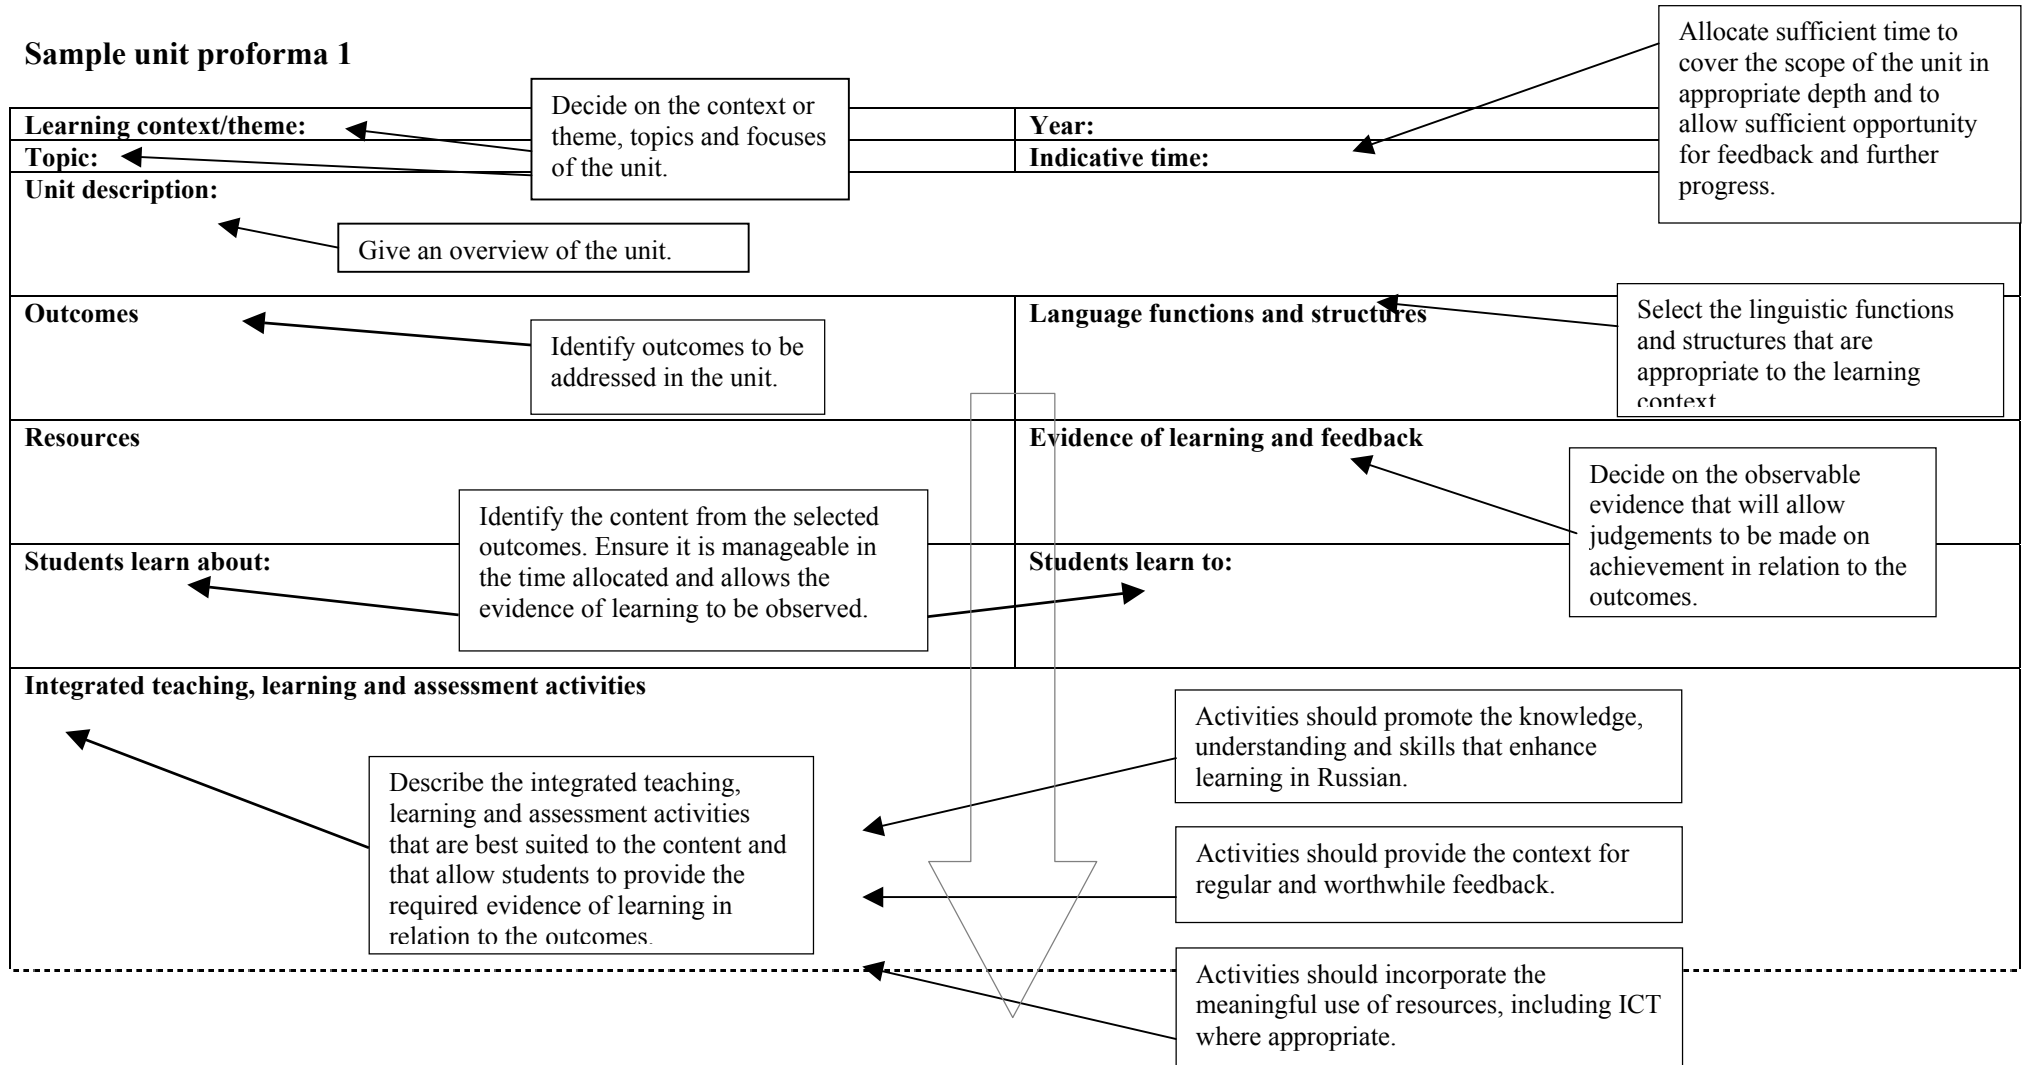 Sample unit proforma 1
Allocate sufficient time to
cover the scope of the unit in
appropriate depth and to
allow sufficient opportunity
for feedback and further
progress.
Decide on the context or
theme, topics and focuses
of the unit.
Learning context/theme:
Year:
Topic:
Indicative time:
Unit description:
Give an overview of the unit.
Outcomes
Identify outcomes to be
addressed in the unit.
Language functions and structures
Select the linguistic functions
and structures that are
appropriate to the learning
context
Resources
Evidence of learning and feedback
Decide on the observable
evidence that will allow
judgements to be made on
achievement in relation to the
outcomes.
Identify the content from the selected
outcomes. Ensure it is manageable in
the time allocated and allows the
evidence of learning to be observed.
Students learn about:
Students learn to:
Integrated teaching, learning and assessment activities
Describe the integrated teaching,
learning and assessment activities
that are best suited to the content and
that allow students to provide the
required evidence of learning in
relation to the outcomes.
Activities should promote the knowledge,
understanding and skills that enhance
learning in Russian.
Activities should provide the context for
regular and worthwhile feedback.
Activities should incorporate the
meaningful use of resources, including ICT
where appropriate.